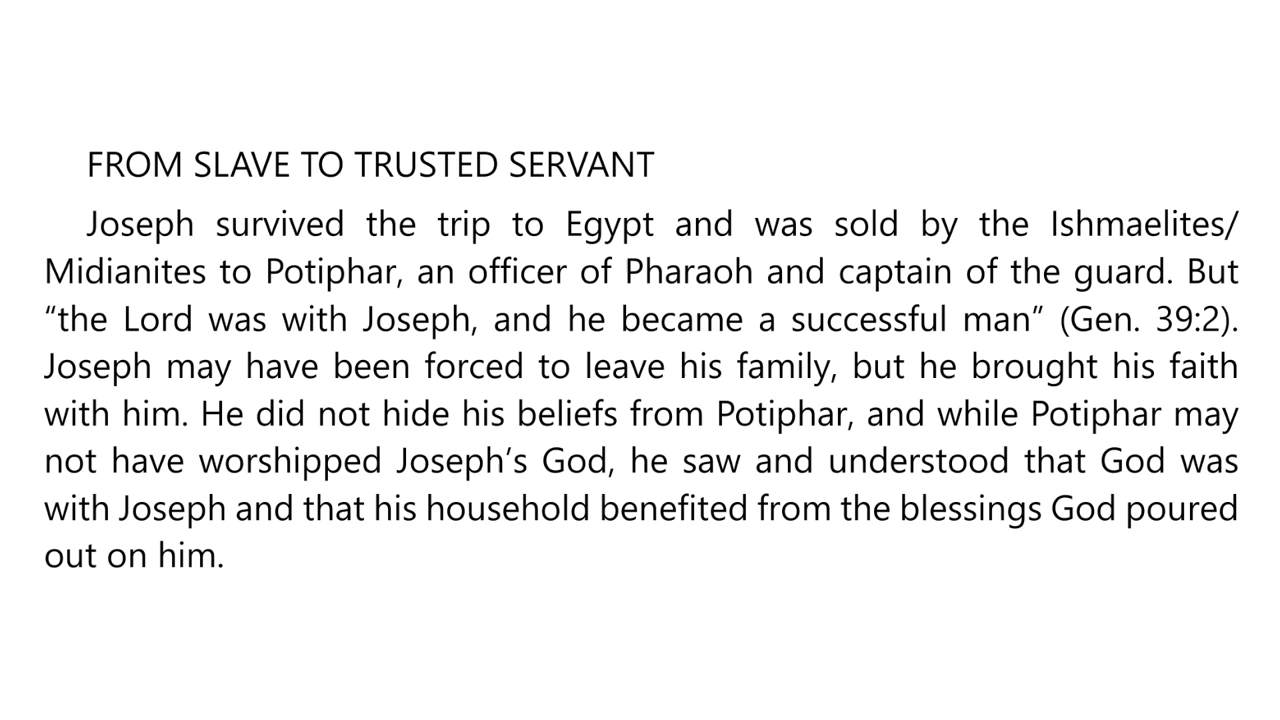 FROM SLAVE TO TRUSTED SERVANT
Joseph survived the trip to Egypt and was sold by the Ishmaelites/
Midianites to Potiphar, an officer of Pharaoh and captain of the guard. But
“the Lord was with Joseph, and he became a successful man” (Gen. 39:2).
Joseph may have been forced to leave his family, but he brought his faith
with him. He did not hide his beliefs from Potiphar, and while Potiphar may
not have worshipped Joseph’s God, he saw and understood that God was
with Joseph and that his household benefited from the blessings God poured
out on him.